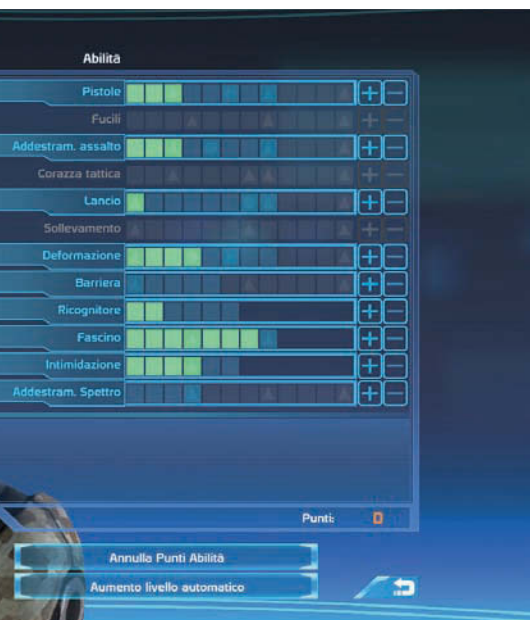 Abilità
Pistole
Fucili
Addestram. assalto
Corazza tattica
Lancio
Sollevamento
Deformazione
Barriera
Ricognitore
Fascino
Intimidazione
Addestram. Spettro
Punti: 0
Annulla Punti Abilità
Aumento livello automatico